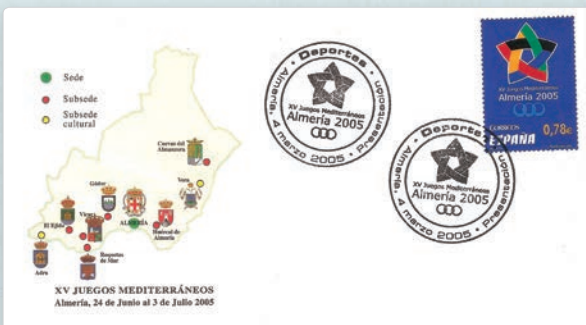 Sede
Subsede
Subsede
cultural
Cuevas del
Almanzora
Vera
Gádor
Vícar
El Ejido
ALMERÍA
Huércal de
Almería
Adra
Roquetas
de Mar
XV JUEGOS MEDITERRÁNEOS
Almería, 24 de Junio al 3 de Julio 2005
Deportes
XV Juegos Mediterráneos
Almería 2005
Almería, 4 marzo 2005 • Presentación
Deportes
XV Juegos Mediterráneos
Almería 2005
Almería, 4 marzo 2005 • Presentación
XV Juegos Mediterráneos
Almería 2005
CORREOS
0,78€
ESPAÑA